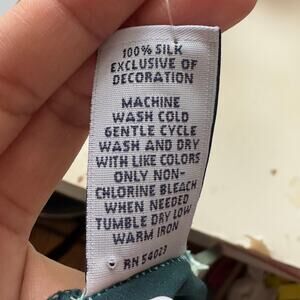 100% SILK
EXCLUSIVE OF
DECORATION
MACHINE
WASH COLD
GENTLE CYCLE
WASH AND DRY
WITH LIKE COLORS
ONLY NON-
CHLORINE BLEACH
WHEN NEEDED
TUMBLE DRY LOW
WARM IRON
RN 54023